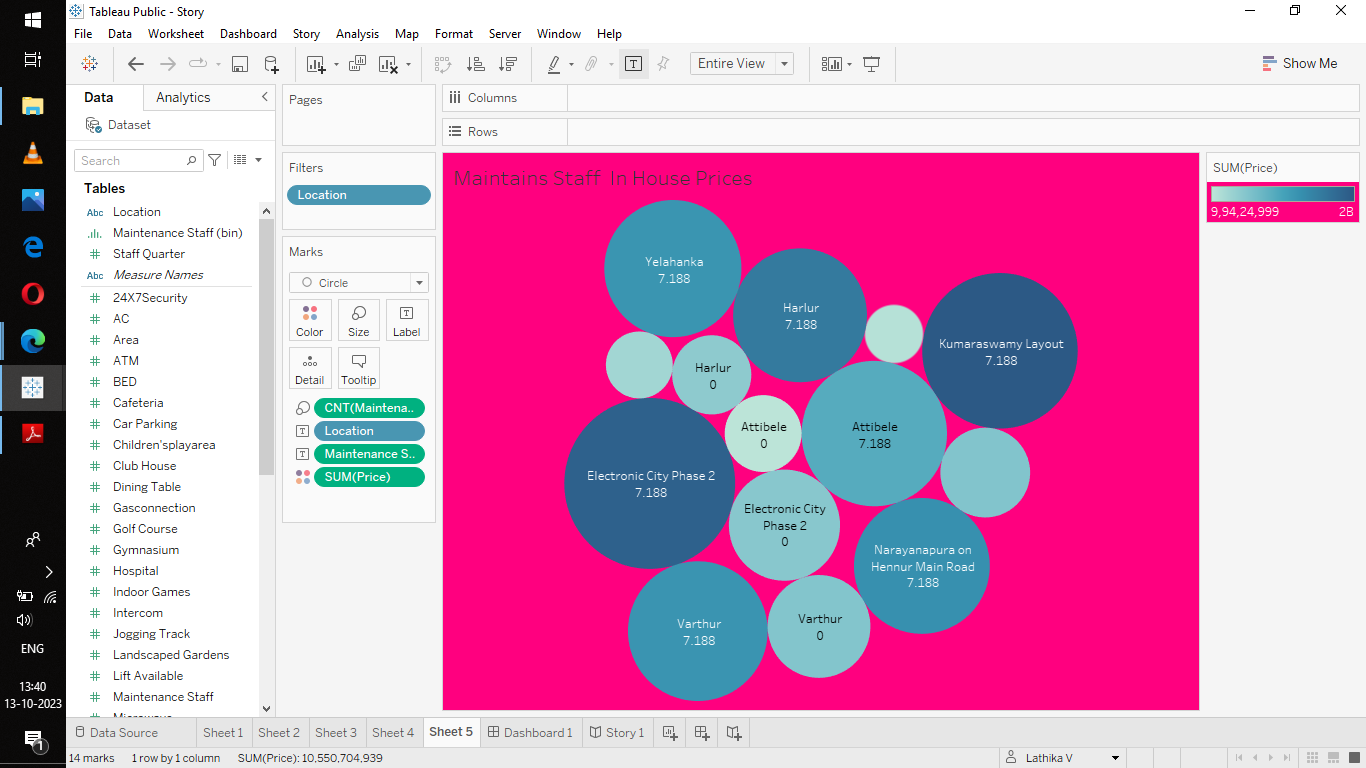 Tableau Public - Story
File Data Worksheet Dashboard Story Analysis Map Format Server Window Help
Entire View
Show Me
Data Analytics
Dataset
Search
Tables
Abc Location
Maintenance Staff (bin)
# Staff Quarter
Abc Measure Names
# 24X7Security
# AC
# Area
# ATM
# BED
# Cafeteria
# Car Parking
# Children'splayarea
# Club House
# Dining Table
# Gasconnection
# Golf Course
# Gymnasium
# Hospital
# Indoor Games
# Intercom
# Jogging Track
# Landscaped Gardens
# Lift Available
# Maintenance Staff
Pages
Filters
Location
Marks
Circle
Color Size Label
Detail Tooltip
CNT(Maintena..
Location
Maintenance S..
SUM(Price)
Columns
Rows
Maintains Staff In House Prices
Yelahanka
7.188
Harlur
7.188
Kumaraswamy Layout
7.188
Harlur
0
Attibele
0
Attibele
7.188
Electronic City Phase 2
7.188
Electronic City
Phase 2
0
Narayanapura on
Hennur Main Road
7.188
Varthur
7.188
Varthur
0
SUM(Price)
9,94,24,999 2B
ENG
13:40
13-10-2023
1
Data Source Sheet 1 Sheet 2 Sheet 3 Sheet 4 Sheet 5 Dashboard 1 Story 1
14 marks 1 row by 1 column SUM(Price): 10,550,704,939 Lathika V